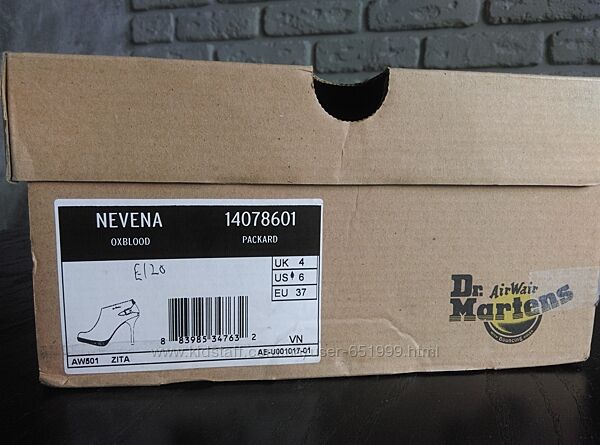 NEVENA 14078601
OXBLOOD PACKARD
£120
UK 4
US 6
EU 37
8 83985 34763 2
VN
AW501 ZITA AE-U001017-01
Dr. AirWair
Martens
Bouncing